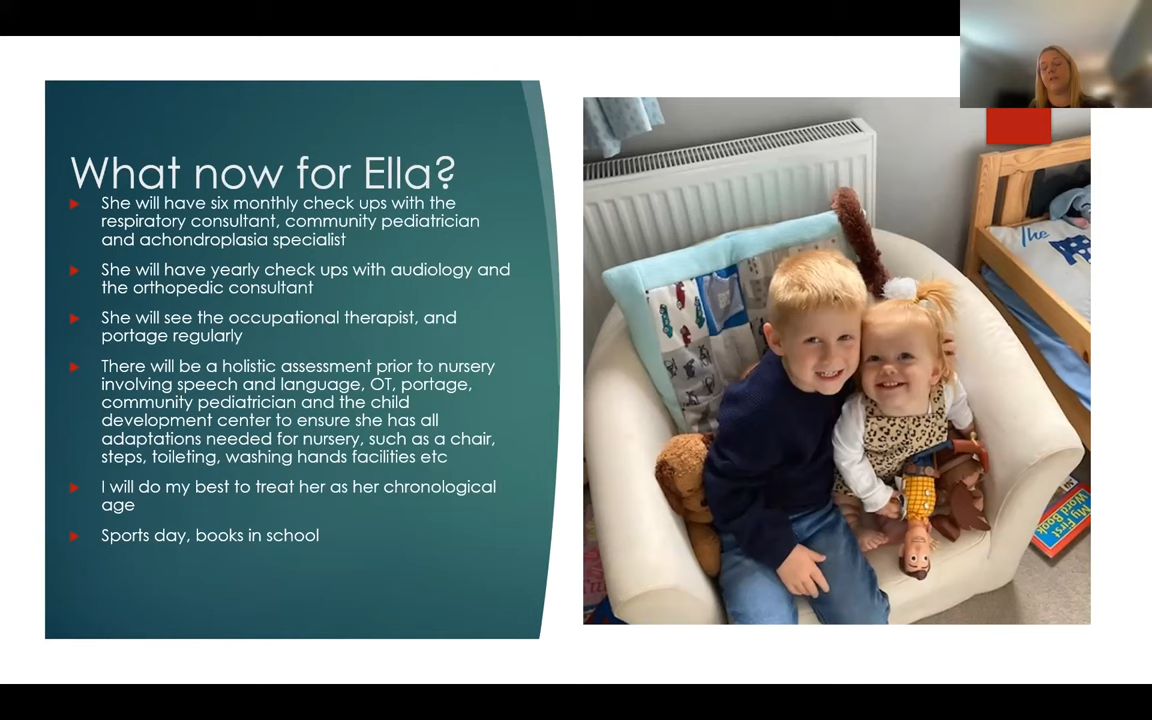 What now for Ella?
She will have six monthly check ups with the
respiratory consultant, community pediatrician
and achondroplasia specialist
She will have yearly check ups with audiology and
the orthopedic consultant
She will see the occupational therapist, and
portage regularly
There will be a holistic assessment prior to nursery
involving speech and language, OT, portage,
community pediatrician and the child
development center to ensure she has all
adaptations needed for nursery, such as a chair,
steps, toileting, washing hands facilities etc
I will do my best to treat her as her chronological
age
Sports day, books in school
The
My First
Word Book